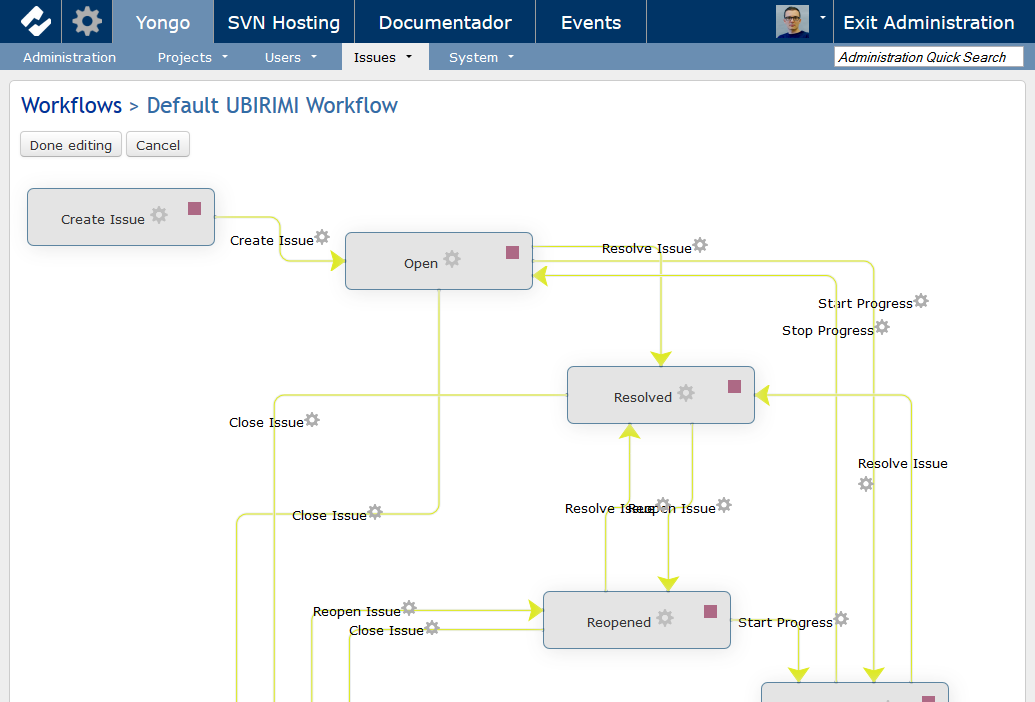 Yongo
SVN Hosting
Documentador
Events
Exit Administration
Administration
Projects
Users
Issues
System
Administration Quick Search
Workflows > Default UBIRIMI Workflow
Done editing
Cancel
Create Issue
Create Issue
Open
Resolve Issue
Start Progress
Stop Progress
Resolved
Close Issue
Resolve Issue
Close Issue
Resolve Issue
Reopen Issue
Reopen Issue
Close Issue
Reopened
Start Progress